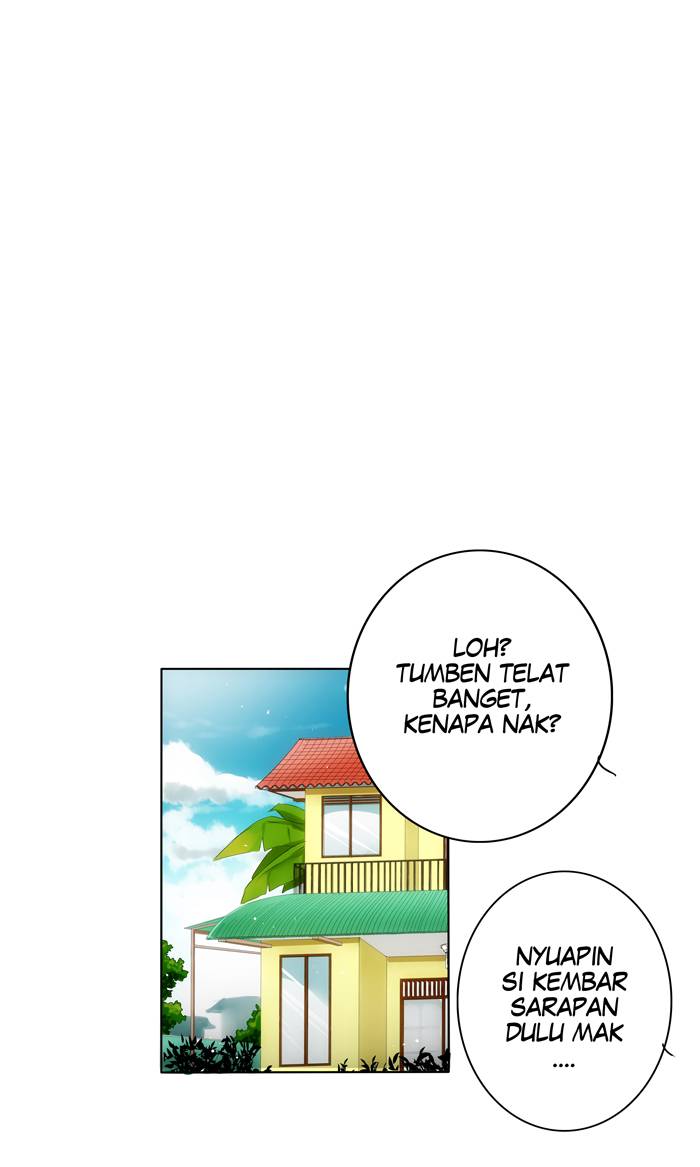 LOH?
TUMBEN TELAT
BANGET,
KENAPA NAK?
NYUAPIN
SI KEMBAR
SARAPAN
DULU MAK
....